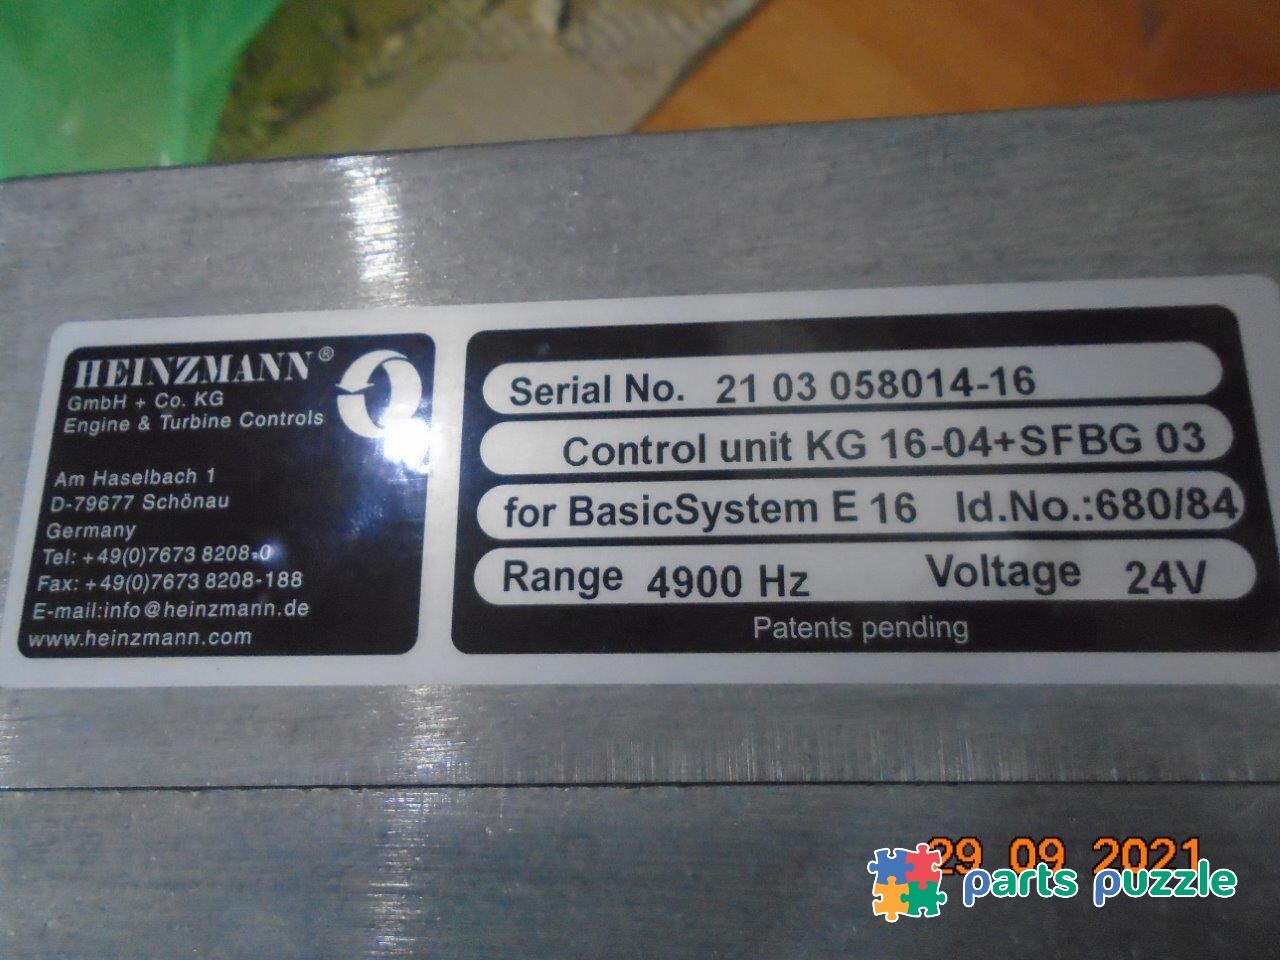 HEINZMANN®
GmbH + Co. KG
Engine & Turbine Controls
Am Haselbach 1
D-79677 Schönau
Germany
Tel: +49(0)7673 8208-0
Fax: +49(0)7673 8208-188
E-mail:info@heinzmann.de
www.heinzmann.com
Serial No. 21 03 058014-16
Control unit KG 16-04+SFBG 03
for BasicSystem E 16 Id.No.:680/84
Range 4900 Hz Voltage 24V
Patents pending
29 09 2021
parts puzzle